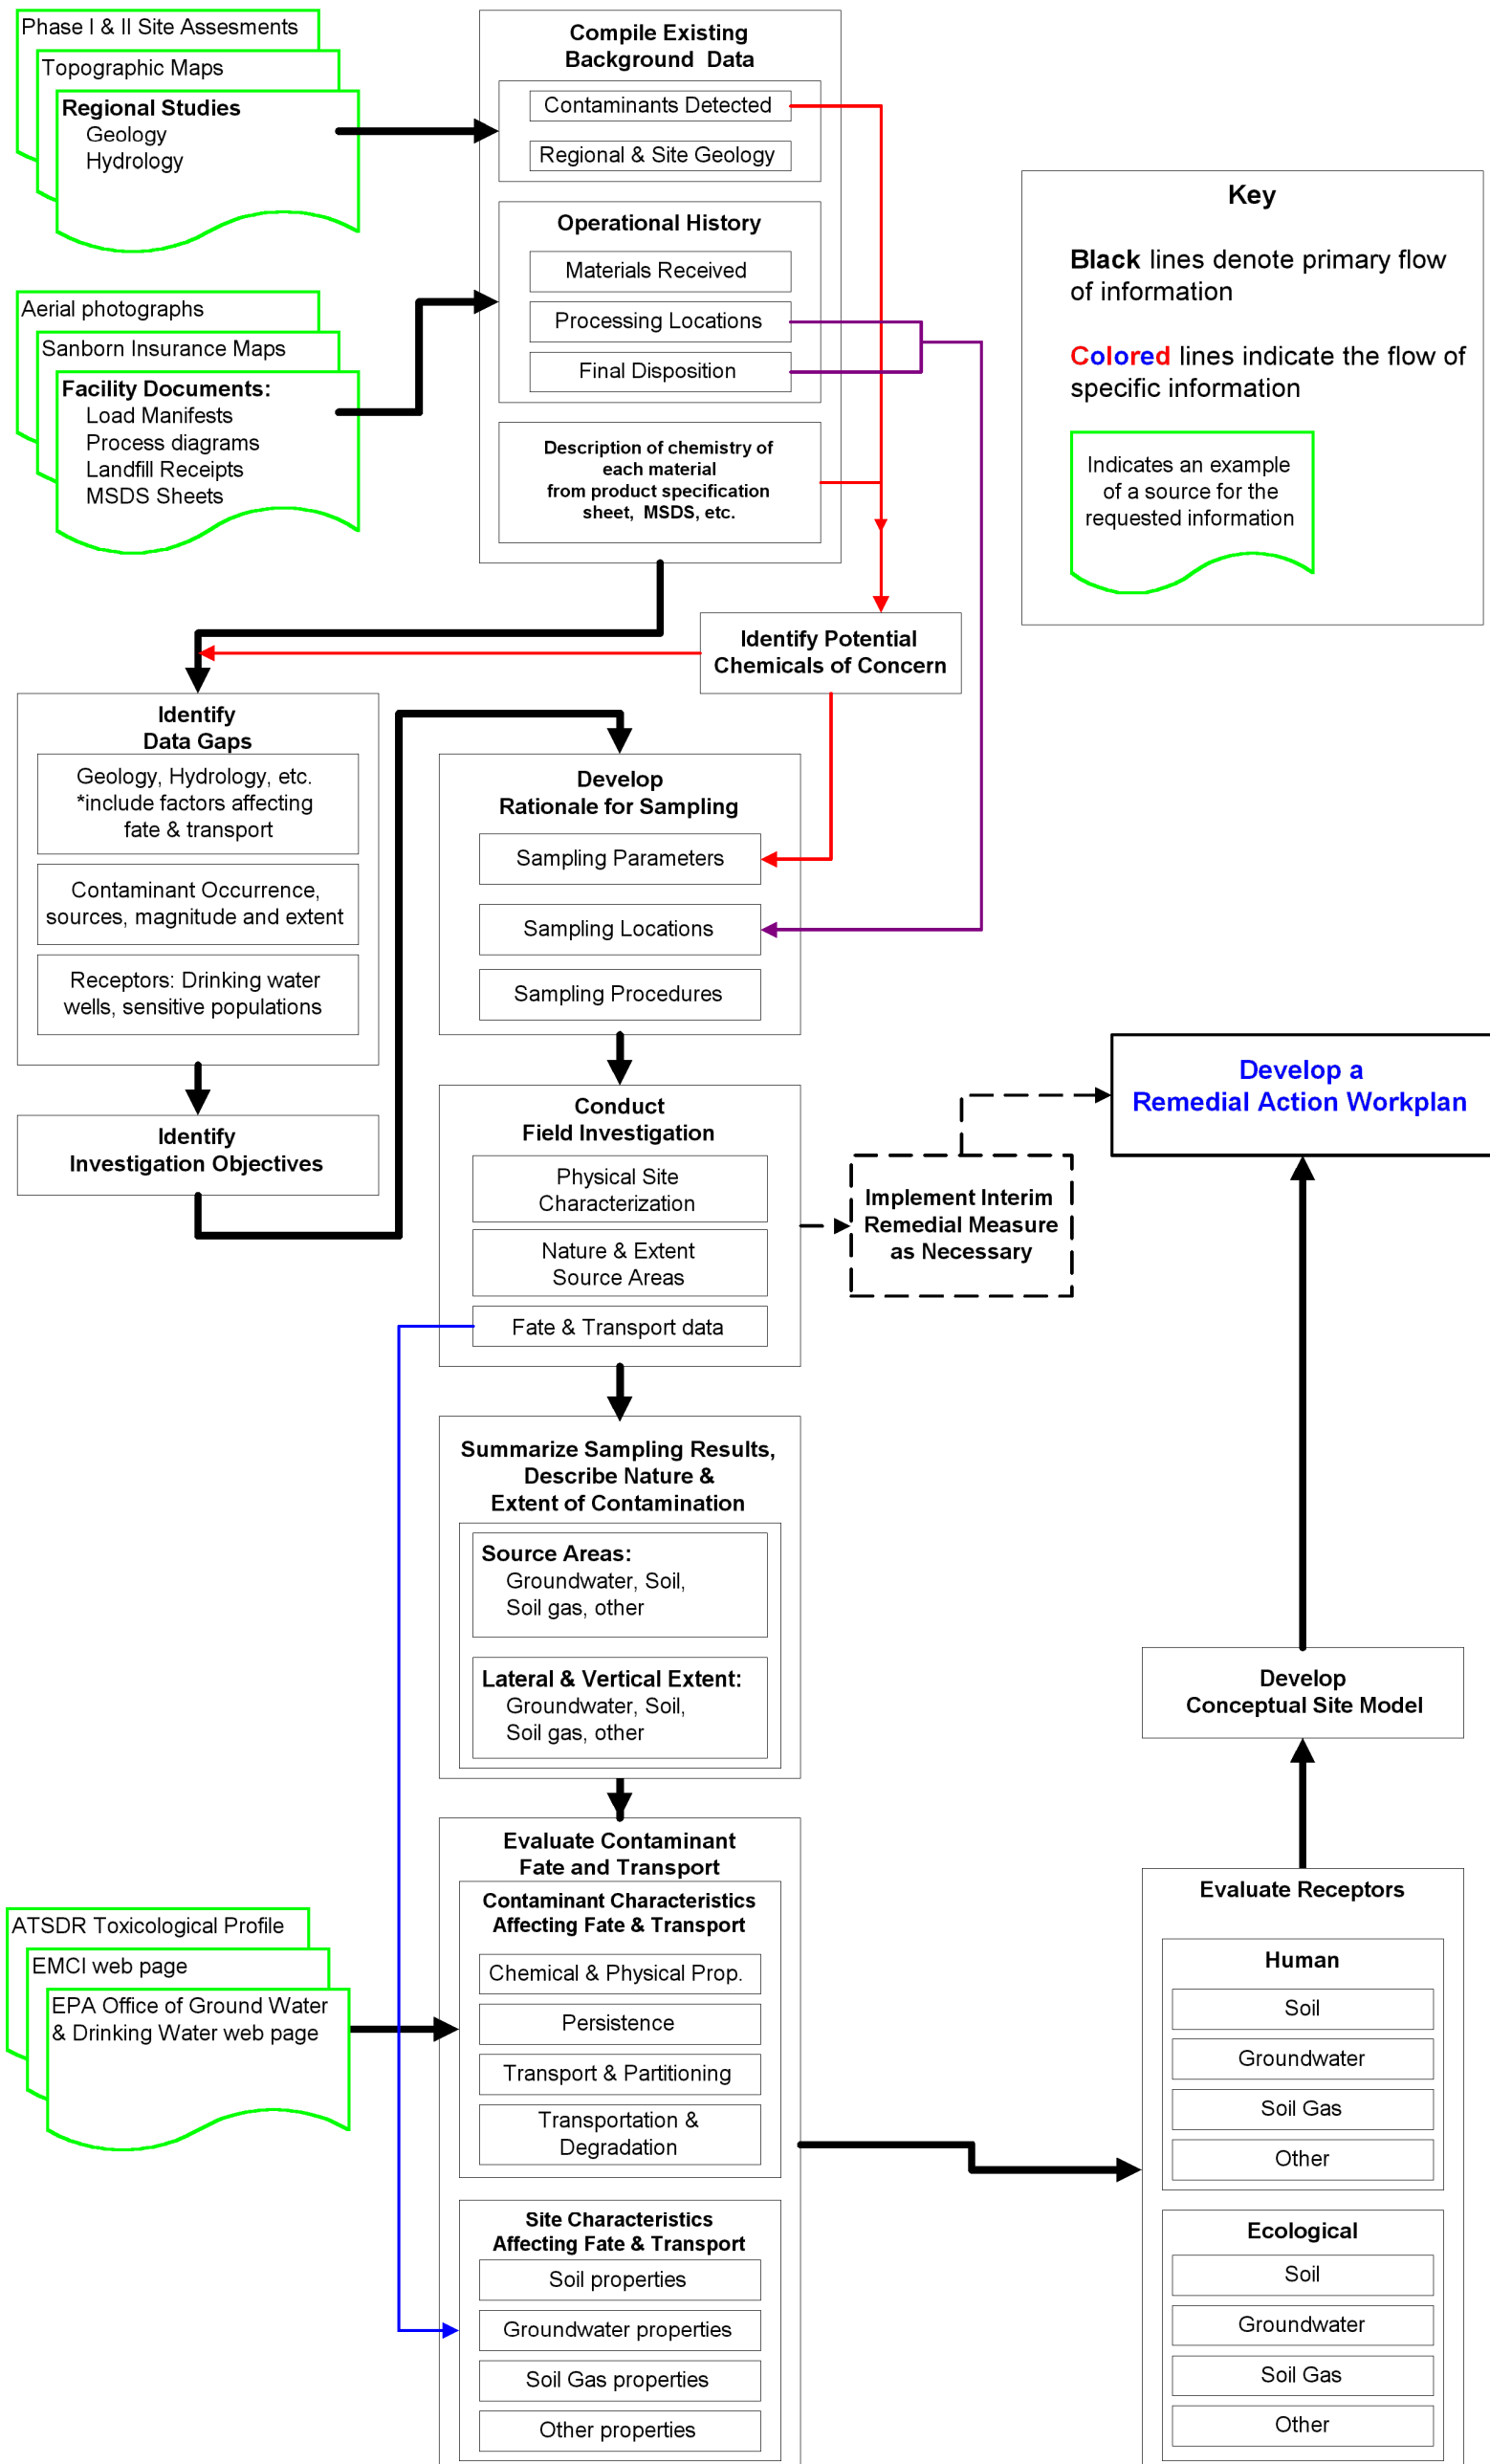 Phase I & II Site Assesments
Topographic Maps
Regional Studies
Geology
Hydrology
Compile Existing
Background Data
Contaminants Detected
Regional & Site Geology
Operational History
Materials Received
Processing Locations
Final Disposition
Description of chemistry of
each material
from product specification
sheet, MSDS, etc.
Aerial photographs
Sanborn Insurance Maps
Facility Documents:
Load Manifests
Process diagrams
Landfill Receipts
MSDS Sheets
Key
Black lines denote primary flow
of information
Colored lines indicate the flow of
specific information
Indicates an example
of a source for the
requested information
Identify Potential
Chemicals of Concern
Identify
Data Gaps
Geology, Hydrology, etc.
*include factors affecting
fate & transport
Contaminant Occurrence,
sources, magnitude and extent
Receptors: Drinking water
wells, sensitive populations
Identify
Investigation Objectives
Develop
Rationale for Sampling
Sampling Parameters
Sampling Locations
Sampling Procedures
Conduct
Field Investigation
Physical Site
Characterization
Nature & Extent
Source Areas
Fate & Transport data
Implement Interim
Remedial Measure
as Necessary
Develop a
Remedial Action Workplan
Summarize Sampling Results,
Describe Nature &
Extent of Contamination
Source Areas:
Groundwater, Soil,
Soil gas, other
Lateral & Vertical Extent:
Groundwater, Soil,
Soil gas, other
Develop
Conceptual Site Model
Evaluate Contaminant
Fate and Transport
Contaminant Characteristics
Affecting Fate & Transport
Chemical & Physical Prop.
Persistence
Transport & Partitioning
Transportation &
Degradation
Site Characteristics
Affecting Fate & Transport
Soil properties
Groundwater properties
Soil Gas properties
Other properties
ATSDR Toxicological Profile
EMCI web page
EPA Office of Ground Water
& Drinking Water web page
Evaluate Receptors
Human
Soil
Groundwater
Soil Gas
Other
Ecological
Soil
Groundwater
Soil Gas
Other